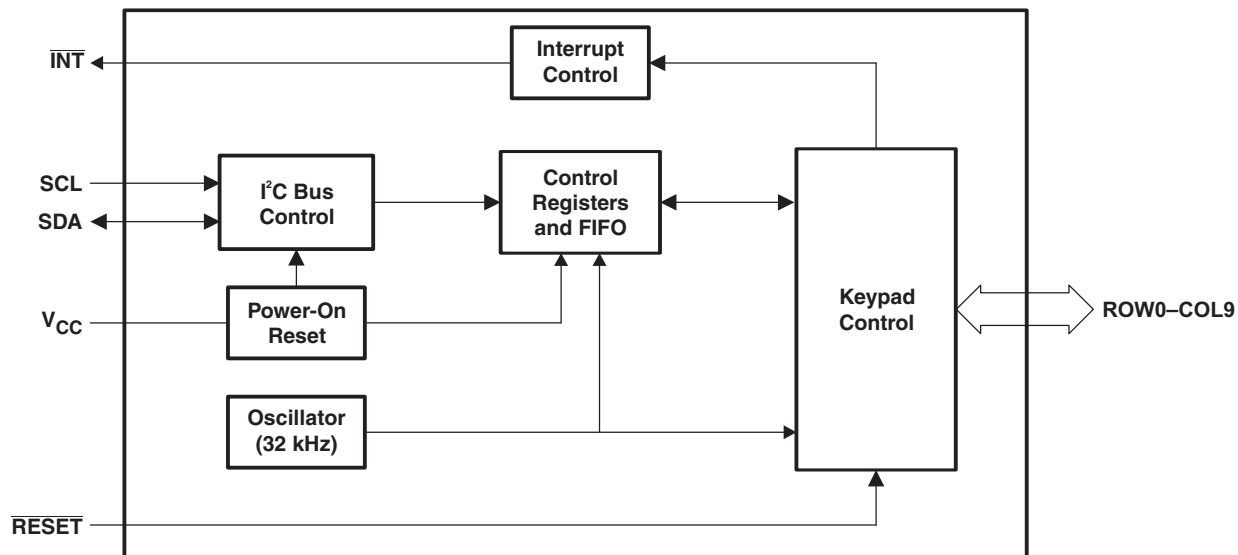 INT
Interrupt
Control
SCL
SDA
I²C Bus
Control
Control
Registers
and FIFO
VCC
Power-On
Reset
Keypad
Control
ROW0–COL9
Oscillator
(32 kHz)
RESET